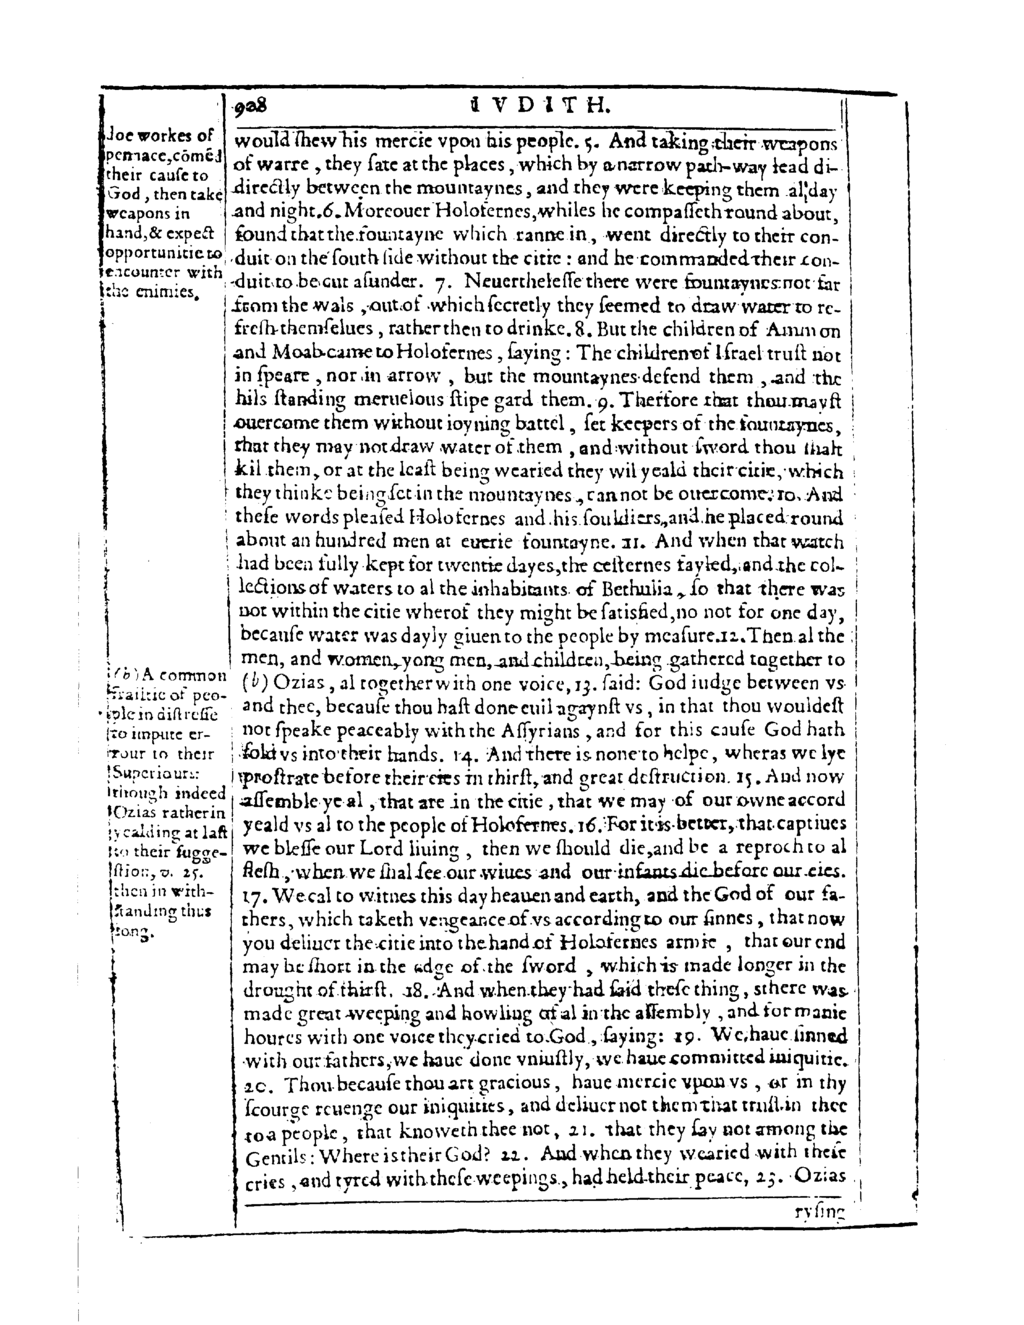 908
IVDITH.
doe workes of
pennace, cōmēd
their cauſe to
God, then take
weapons in
hand, & expect
opportunitie to
encounter with
the enimies.
would ſhew his mercie vpon his people. 5. And taking their weapons
of warre, they ſate at the places, which by a narrow path-way lead di-
directly between the mountaynes, and they were keeping them al day
and night. 6. Moreouer Holofernes, whiles he compaſſeth round about,
found that the fountayne which ranne in, went directly to their con-
duit on the ſouth ſide without the citie: and he commanded their con-
duit to be cut aſunder. 7. Neuertheleſſe there were fountaynes not far
from the wals, out of which ſecretly they ſeemed to draw water to re-
freſh themſelues, rather then to drinke. 8. But the children of Ammon
and Moab came to Holofernes, ſaying: The children of Iſrael truſt not
in ſpeare, nor in arrow, but the mountaynes defend them, and the
hils ſtanding meruelous ſtipe gard them. 9. Therfore that thou mayſt
ouercome them without ioyning battel, ſet keepers of the fountaynes,
that they may not draw water of them, and without ſword thou ſhalt
kil them, or at the leaſt being wearied they wil yeald their citie, which
they thinke being ſet in the mountaynes, can not be ouercome. 10. And
theſe words pleaſed Holofernes and his ſouldiers, and he placed round
about an hundred men at euerie fountayne. 11. And when that watch
had been fully kept for twentie dayes, the ceſternes fayled, and the col-
lections of waters to al the inhabitants of Bethulia, ſo that there was
not within the citie wherof they might be ſatisfied, no not for one day,
becauſe water was dayly giuen to the people by meaſure. 12. Then al the
men, and women, yong men, and children, being gathered together to
(b) Ozias, al together with one voice, 13. ſaid: God iudge between vs
and thee, becauſe thou haſt done euil agaynſt vs, in that thou wouldeſt
not ſpeake peaceably with the Aſſyrians, and for this cauſe God hath
ſold vs into their hands. 14. And there is none to helpe, wheras we lye
proſtrate before their eies in thirſt, and great deſtruction. 15. And now
aſſemble ye al, that are in the citie, that we may of our owne accord
yeald vs al to the people of Holofernes. 16. For it is better, that captiues
we bleſſe our Lord liuing, then we ſhould die, and be a reproch to al
fleſh, when we ſhal ſee our wiues and our infants die before our eies.
17. We cal to witnes this day heauen and earth, and the God of our fa-
thers, which taketh vengeance of vs according to our ſinnes, that now
you deliuer the citie into the hand of Holofernes armie, that our end
may be ſhort in the edge of the ſword, which is made longer in the
drought of thirſt. 18. And when they had ſaid theſe thing, sthere was
made great weeping and howling of al in the aſſembly, and for manie
houres with one voice they cried to God, ſaying: 19. We haue ſinned
with our fathers, we haue done vniuſtly, we haue committed iniquitie.
20. Thou becauſe thou art gracious, haue mercie vpon vs, or in thy
ſcourge reuenge our iniquities, and deliuer not them that truſt in thee
to a people, that knoweth thee not, 21. that they ſay not among the
Gentils: Where is their God? 22. And when they wearied with theſe
cries, and tyred with theſe weepings, had held their peace, 23. Ozias
(b) A common
frailtie of peo-
ple in diſtreſſe
to impute er-
rour to their
Superiours:
though indeed
Ozias rather in
yealding at laſt
to their ſugge-
ſtion, v. 25.
then in with-
ſtanding thus
long.
ryſing